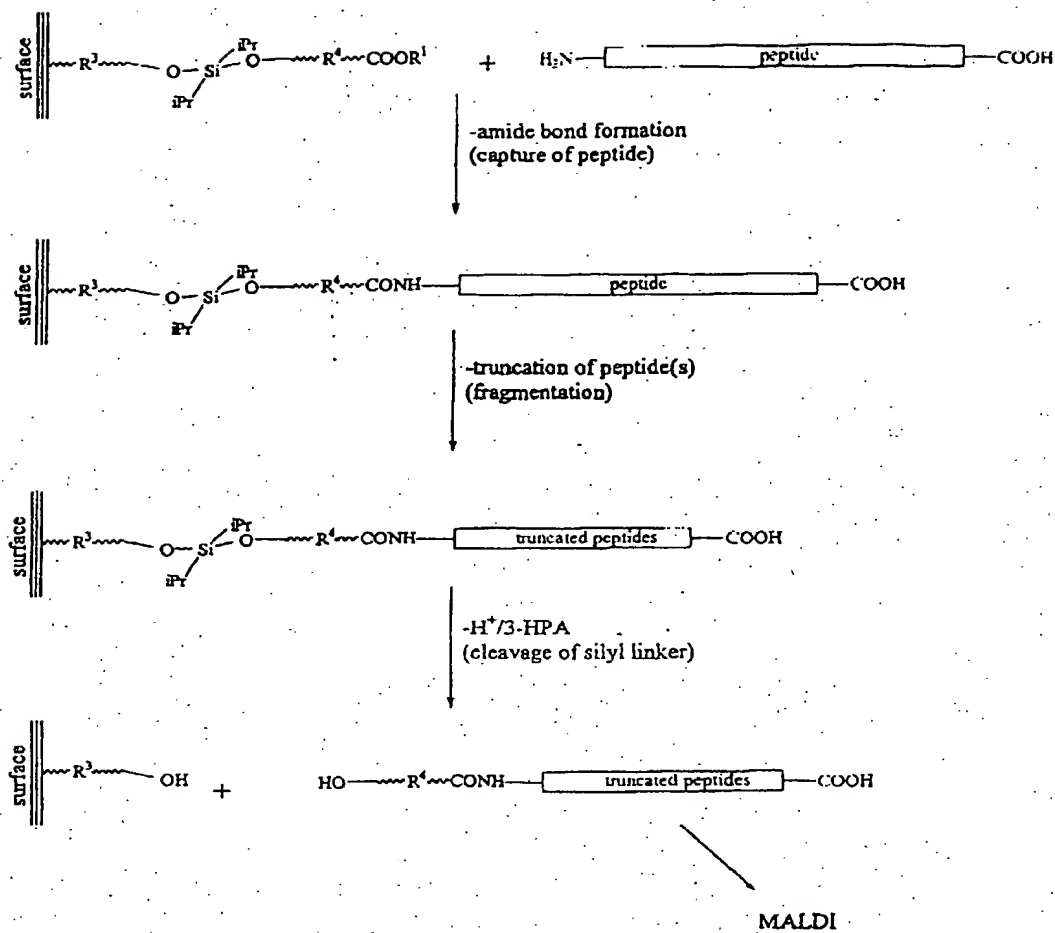 surface R³ O Si iPr iPr O R⁴ COOR¹ + H₂N peptide COOH
-amide bond formation
(capture of peptide)
surface R³ O Si iPr iPr O R⁴ CONH peptide COOH
-truncation of peptide(s)
(fragmentation)
surface R³ O Si iPr iPr O R⁴ CONH truncated peptides COOH
-H⁺/3-HPA
(cleavage of silyl linker)
surface R³ OH + HO R⁴ CONH truncated peptides COOH
MALDI